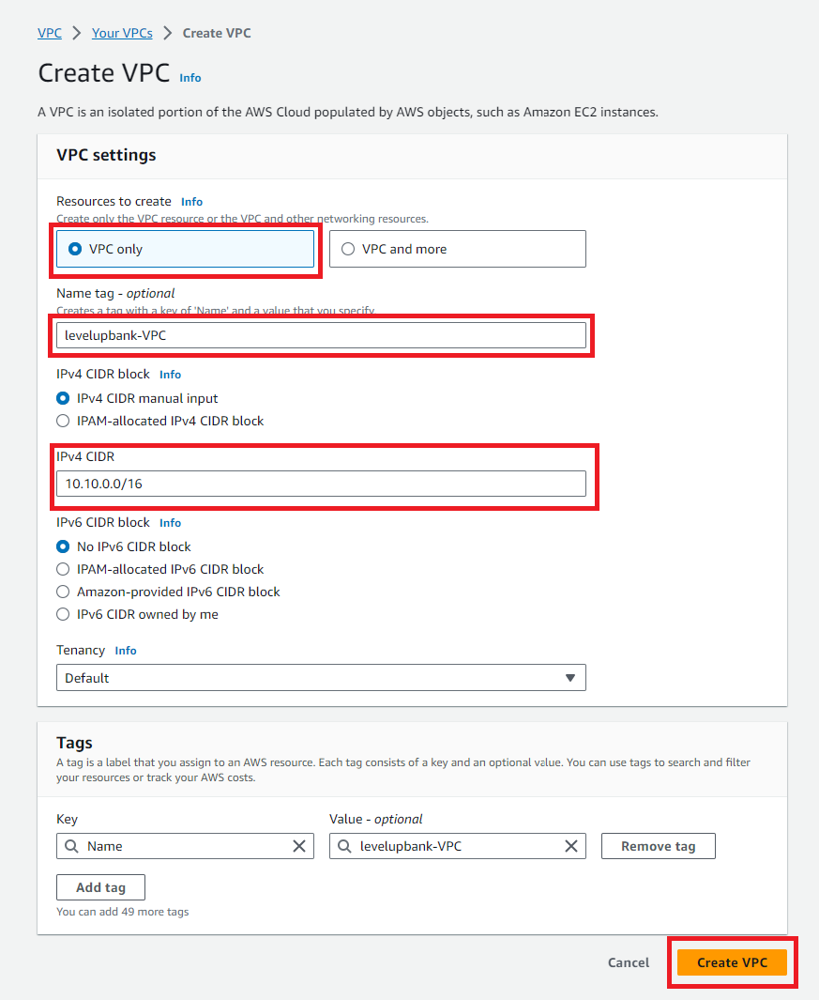 VPC > Your VPCs > Create VPC
Create VPC Info
A VPC is an isolated portion of the AWS Cloud populated by AWS objects, such as Amazon EC2 instances.
VPC settings
Resources to create Info
Create only the VPC resource or the VPC and other networking resources.
VPC only
VPC and more
Name tag - optional
Creates a tag with a key of 'Name' and a value that you specify.
levelupbank-VPC
IPv4 CIDR block Info
IPv4 CIDR manual input
IPAM-allocated IPv4 CIDR block
IPv4 CIDR
10.10.0.0/16
IPv6 CIDR block Info
No IPv6 CIDR block
IPAM-allocated IPv6 CIDR block
Amazon-provided IPv6 CIDR block
IPv6 CIDR owned by me
Tenancy Info
Default
Tags
A tag is a label that you assign to an AWS resource. Each tag consists of a key and an optional value. You can use tags to search and filter
your resources or track your AWS costs.
Key
Value - optional
Name
levelupbank-VPC
Remove tag
Add tag
You can add 49 more tags
Cancel
Create VPC